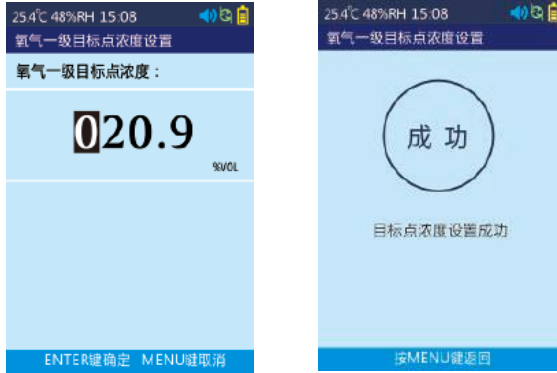 25.4℃ 48%RH 15:08
氧气一级目标点浓度设置
氧气一级目标点浓度：
020.9
%VOL
ENTER键确定 MENU键取消
25.4℃ 48%RH 15:08
氧气一级目标点浓度设置
成功
目标点浓度设置成功
按MENU键返回